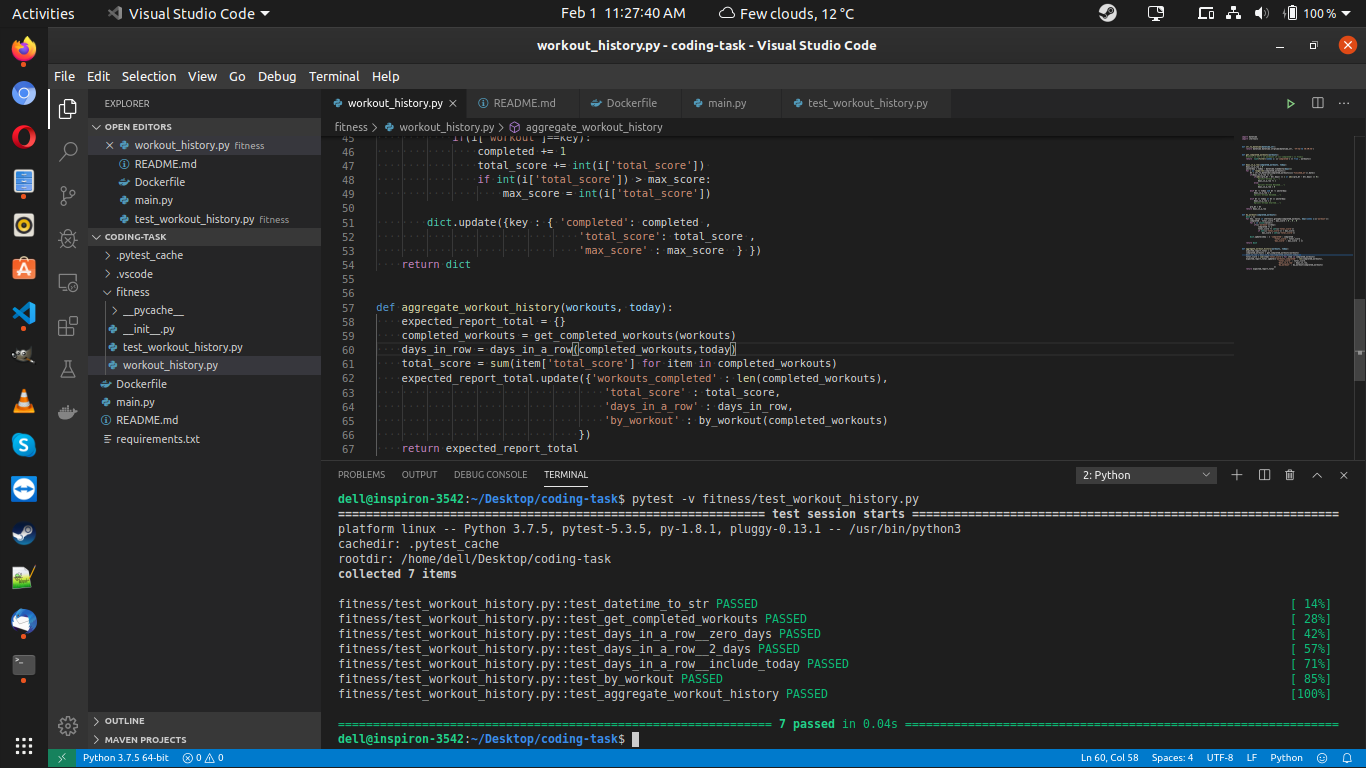 Activities Visual Studio Code Feb 1 11:27:40 AM Few clouds, 12 °C 100 %
workout_history.py - coding-task - Visual Studio Code
File Edit Selection View Go Debug Terminal Help
EXPLORER
OPEN EDITORS
workout_history.py fitness
README.md
Dockerfile
main.py
test_workout_history.py fitness
CODING-TASK
.pytest_cache
.vscode
fitness
__pycache__
__init__.py
test_workout_history.py
workout_history.py
Dockerfile
main.py
README.md
requirements.txt
OUTLINE
MAVEN PROJECTS
workout_history.py README.md Dockerfile main.py test_workout_history.py
fitness > workout_history.py > aggregate_workout_history
45 if(i['workout']==key):
46 completed += 1
47 total_score += int(i['total_score'])
48 if int(i['total_score']) > max_score:
49 max_score = int(i['total_score'])
50
51 dict.update({key : { 'completed': completed ,
52 'total_score': total_score ,
53 'max_score' : max_score } })
54 return dict
55
56
57 def aggregate_workout_history(workouts, today):
58 expected_report_total = {}
59 completed_workouts = get_completed_workouts(workouts)
60 days_in_row = days_in_a_row(completed_workouts,today)
61 total_score = sum(item['total_score'] for item in completed_workouts)
62 expected_report_total.update({'workouts_completed' : len(completed_workouts),
63 'total_score' : total_score,
64 'days_in_a_row' : days_in_row,
65 'by_workout' : by_workout(completed_workouts)
66 })
67 return expected_report_total
PROBLEMS OUTPUT DEBUG CONSOLE TERMINAL 2: Python
dell@inspiron-3542:~/Desktop/coding-task$ pytest -v fitness/test_workout_history.py
test session starts
platform linux -- Python 3.7.5, pytest-5.3.5, py-1.8.1, pluggy-0.13.1 -- /usr/bin/python3
cachedir: .pytest_cache
rootdir: /home/dell/Desktop/coding-task
collected 7 items
fitness/test_workout_history.py::test_datetime_to_str PASSED [ 14%]
fitness/test_workout_history.py::test_get_completed_workouts PASSED [ 28%]
fitness/test_workout_history.py::test_days_in_a_row__zero_days PASSED [ 42%]
fitness/test_workout_history.py::test_days_in_a_row__2_days PASSED [ 57%]
fitness/test_workout_history.py::test_days_in_a_row__include_today PASSED [ 71%]
fitness/test_workout_history.py::test_by_workout PASSED [ 85%]
fitness/test_workout_history.py::test_aggregate_workout_history PASSED [100%]
7 passed in 0.04s
dell@inspiron-3542:~/Desktop/coding-task$
Python 3.7.5 64-bit 0 0 Ln 60, Col 58 Spaces: 4 UTF-8 LF Python